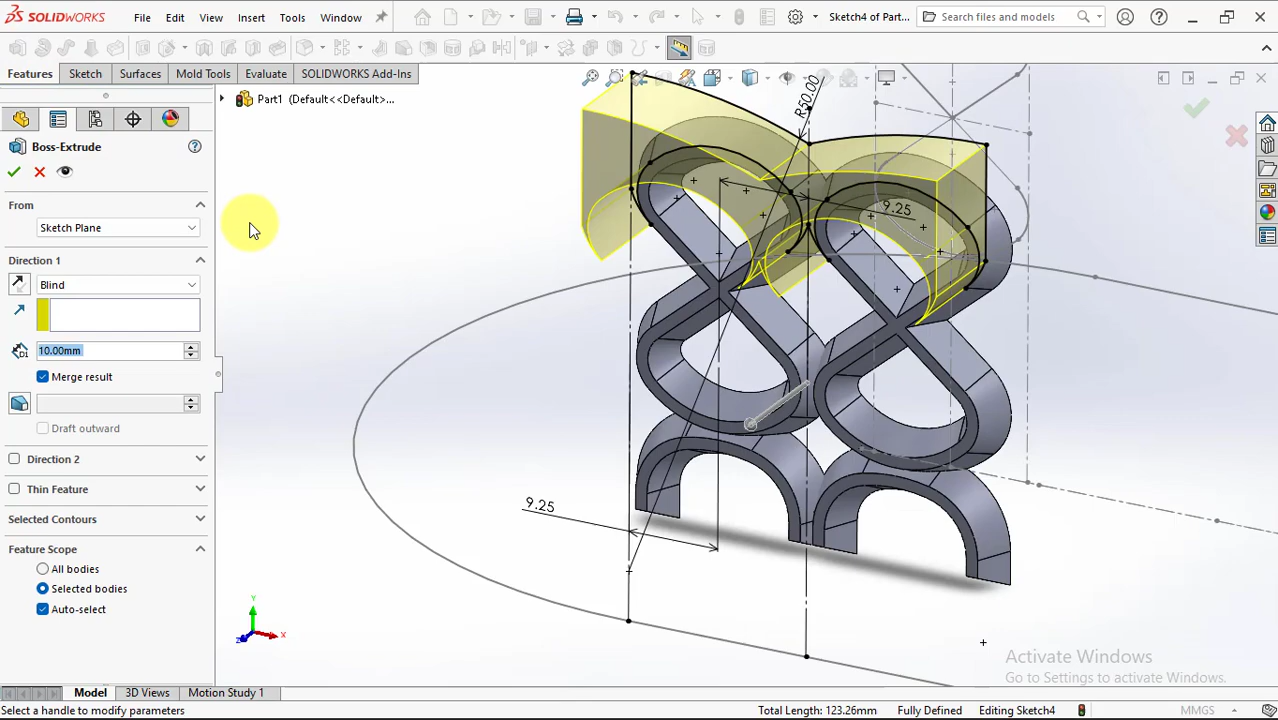 SOLIDWORKS
File Edit View Insert Tools Window
Sketch4 of Part...
Search files and models
Features Sketch Surfaces Mold Tools Evaluate SOLIDWORKS Add-Ins
Part1 (Default<<Default>...
Boss-Extrude
From
Sketch Plane
Direction 1
Blind
D1
10.00mm
Merge result
Draft outward
Direction 2
Thin Feature
Selected Contours
Feature Scope
All bodies
Selected bodies
Auto-select
R50.00
9.25
9.25
Y
X
Z
Activate Windows
Go to Settings to activate Windows.
Model 3D Views Motion Study 1
Select a handle to modify parameters
Total Length: 123.26mm Fully Defined Editing Sketch4 MMGS